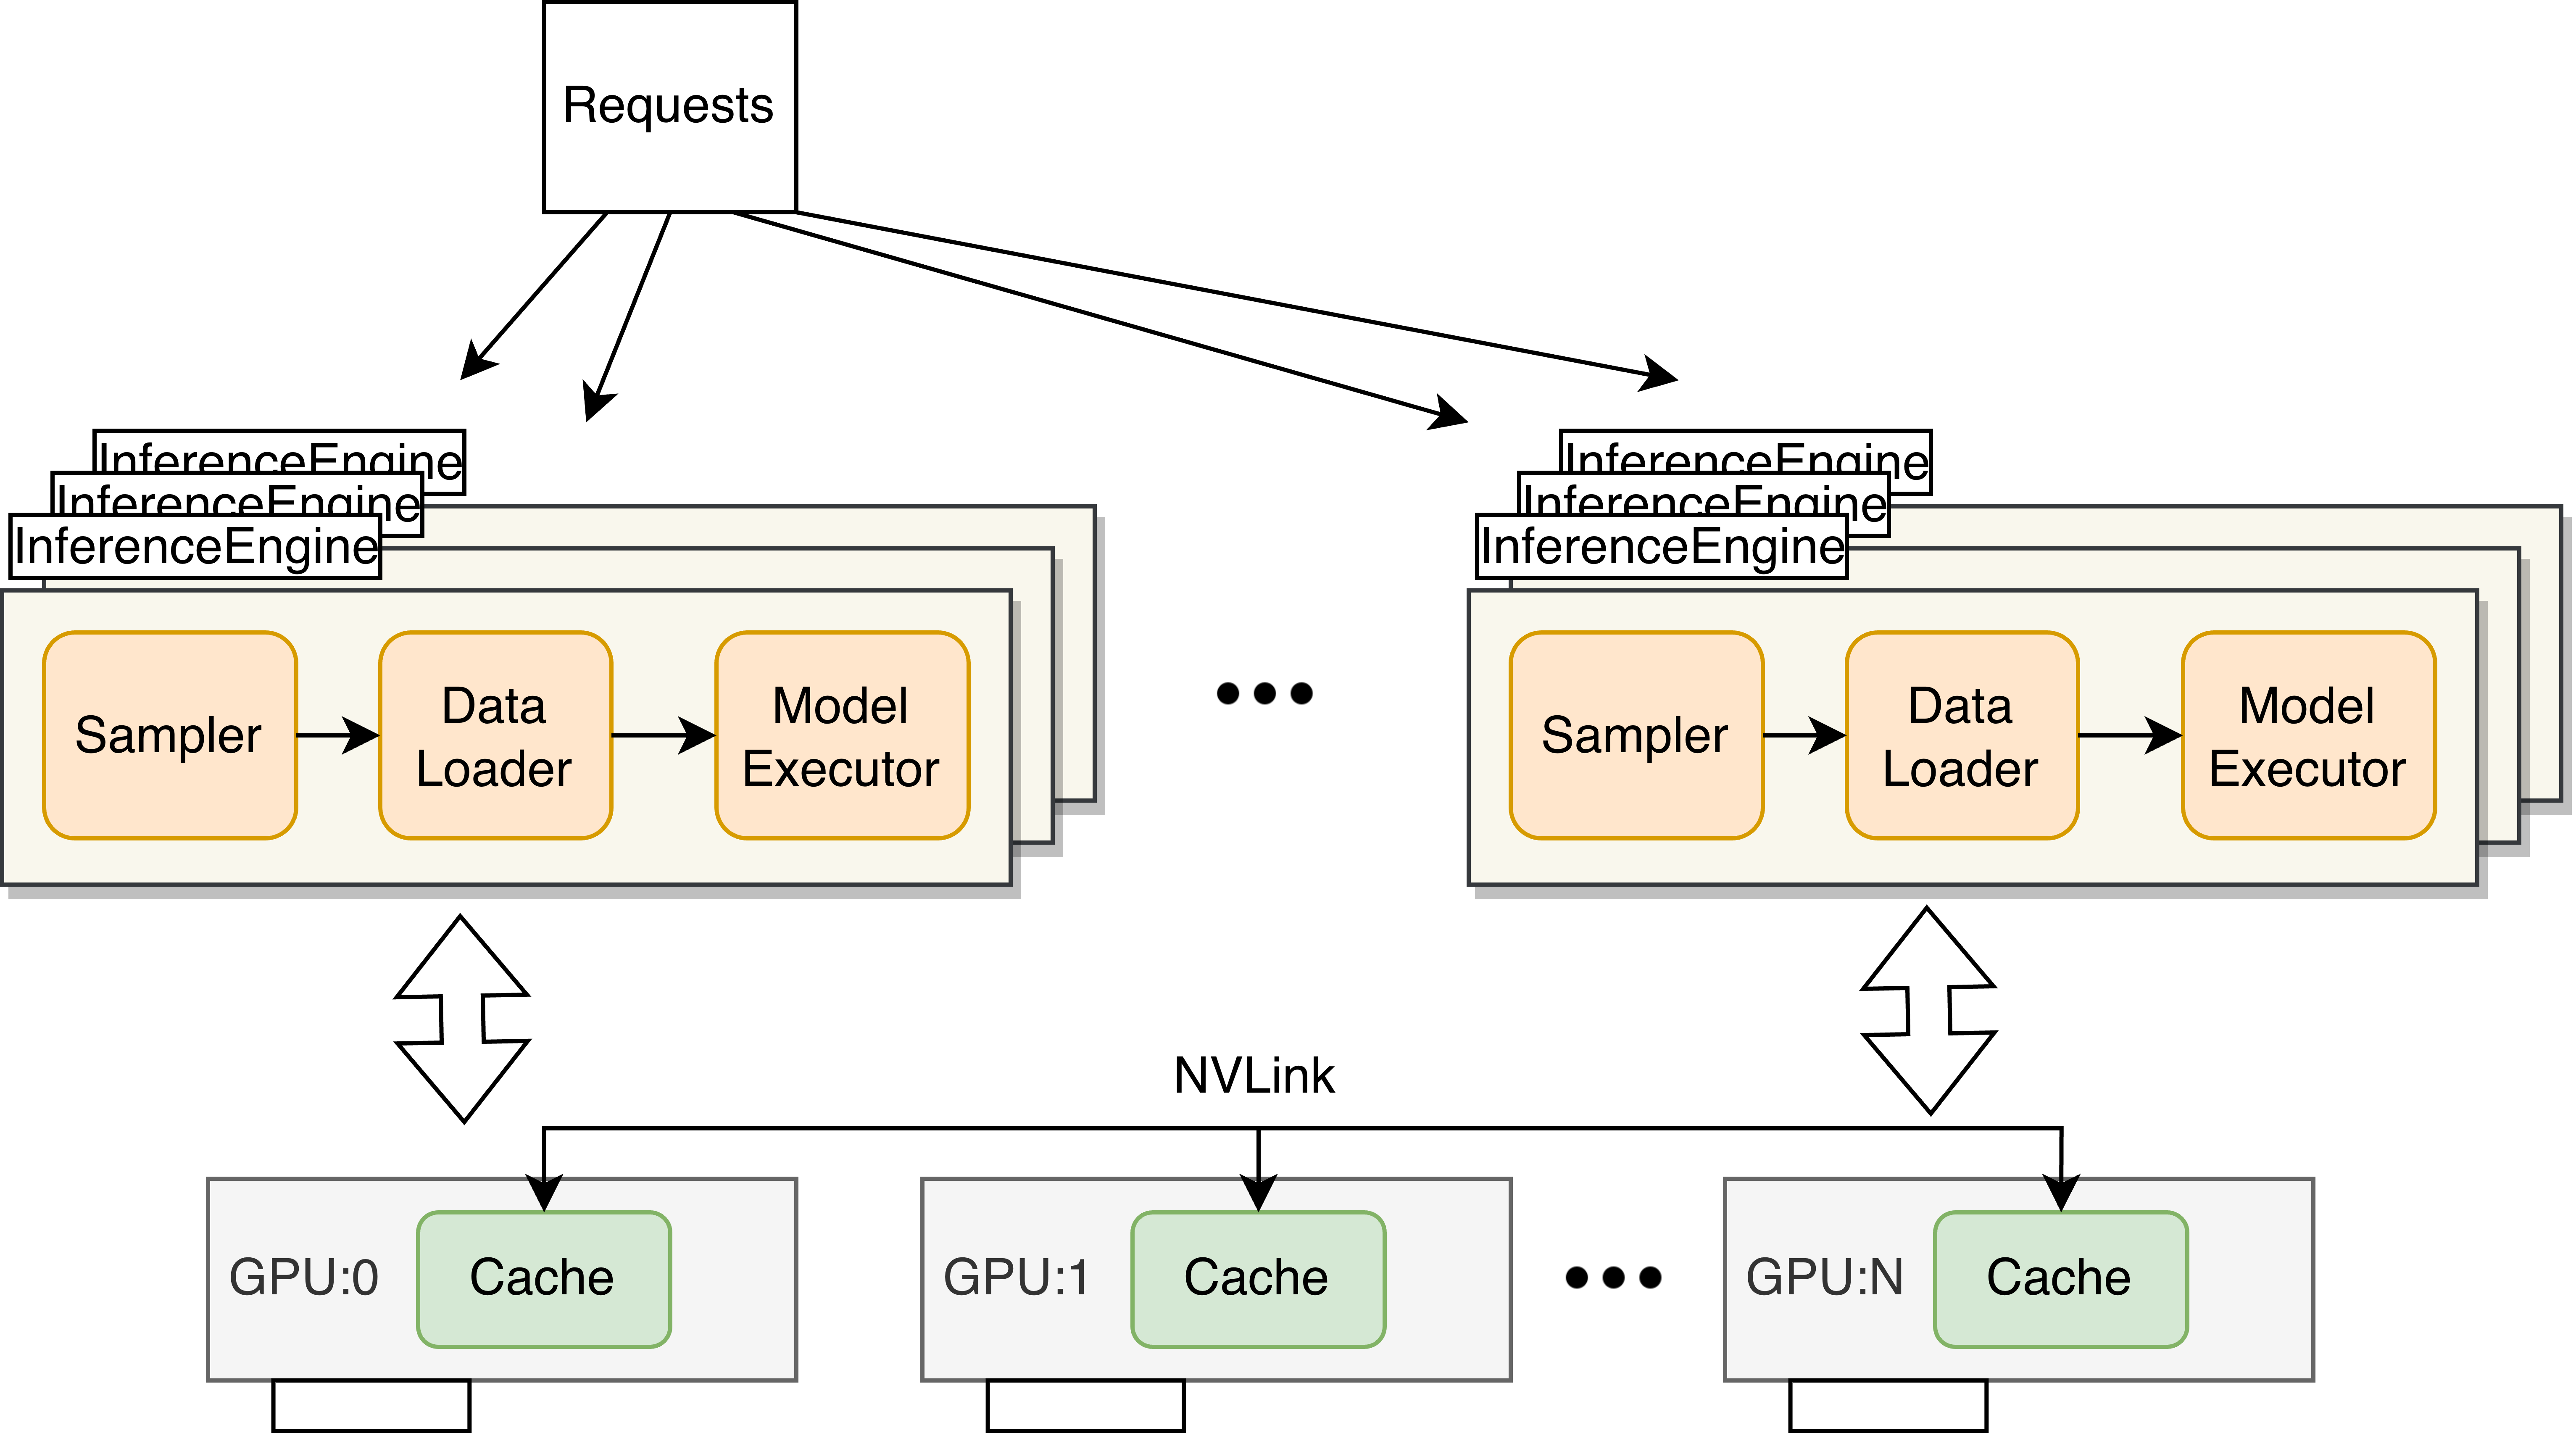 Requests
InferenceEngine
InferenceEngine
InferenceEngine
InferenceEngine
InferenceEngine
InferenceEngine
Sampler
Data
Loader
Model
Executor
Sampler
Data
Loader
Model
Executor
NVLink
GPU:0
Cache
GPU:1
Cache
GPU:N
Cache